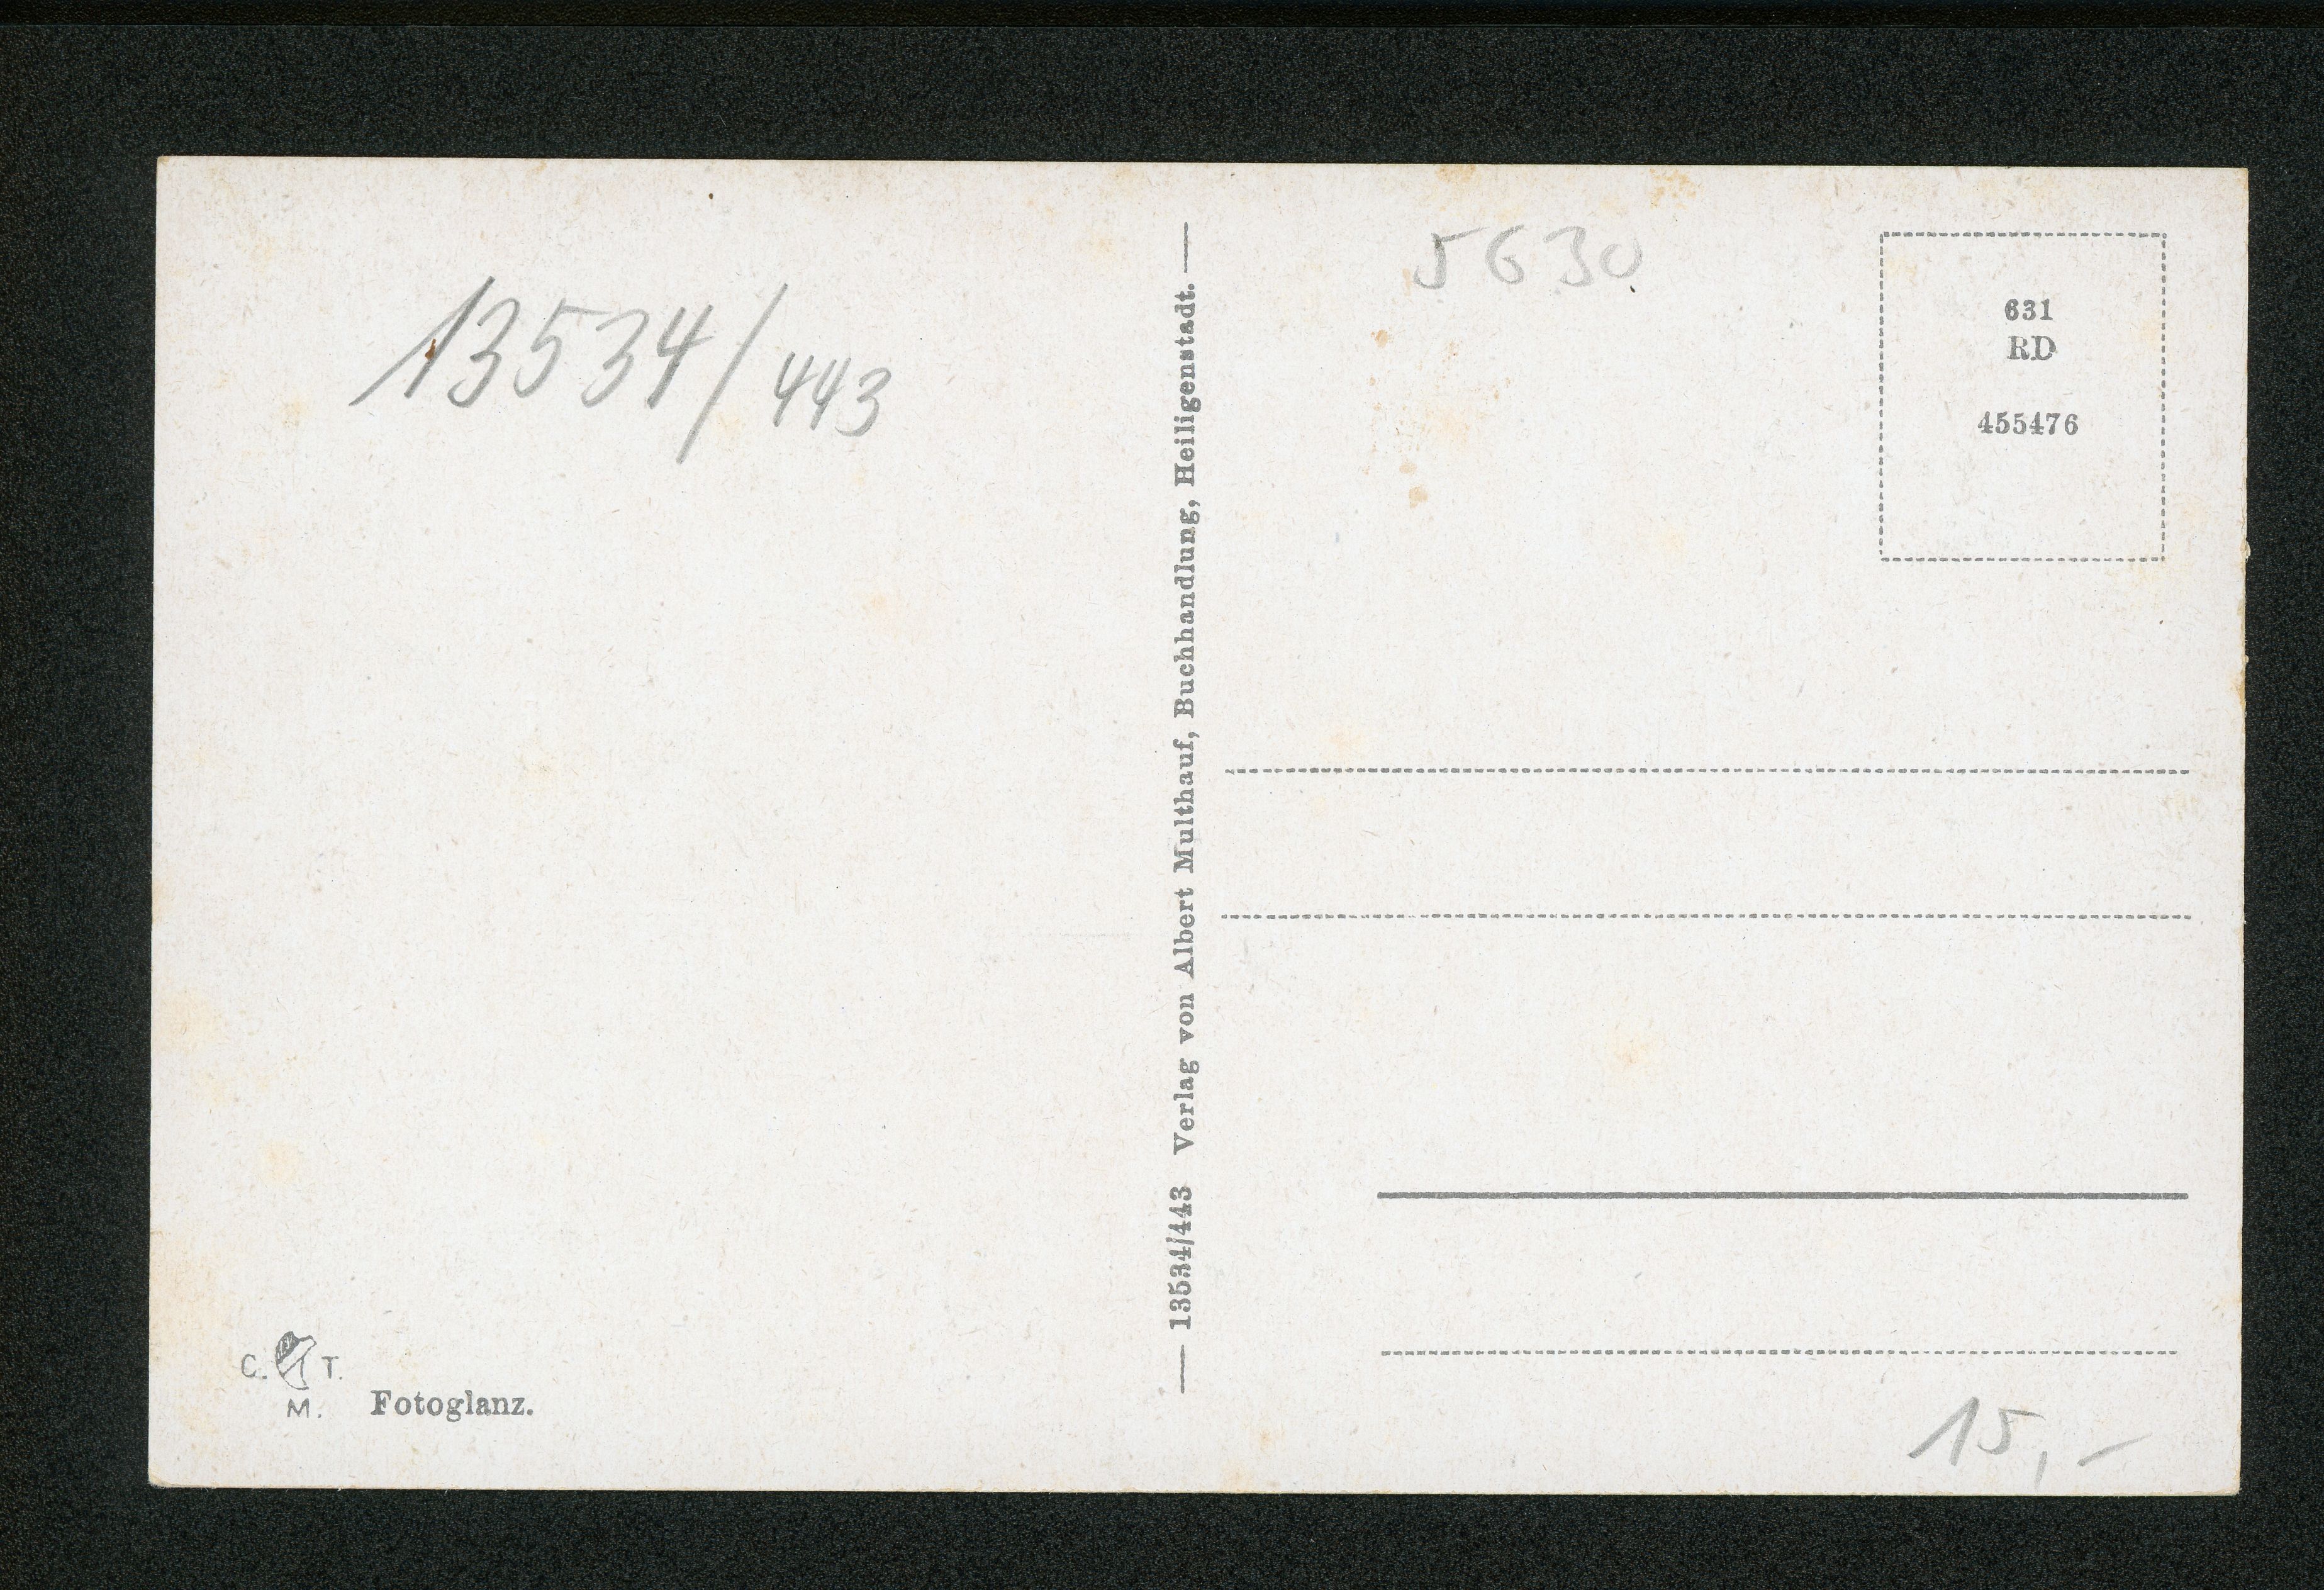 13534/443
C. T.
M. Fotoglanz.
— 13534/443 Verlag von Albert Multhauf, Buchhandlung, Heiligenstadt. —
5630
631
RD
455476
15,-